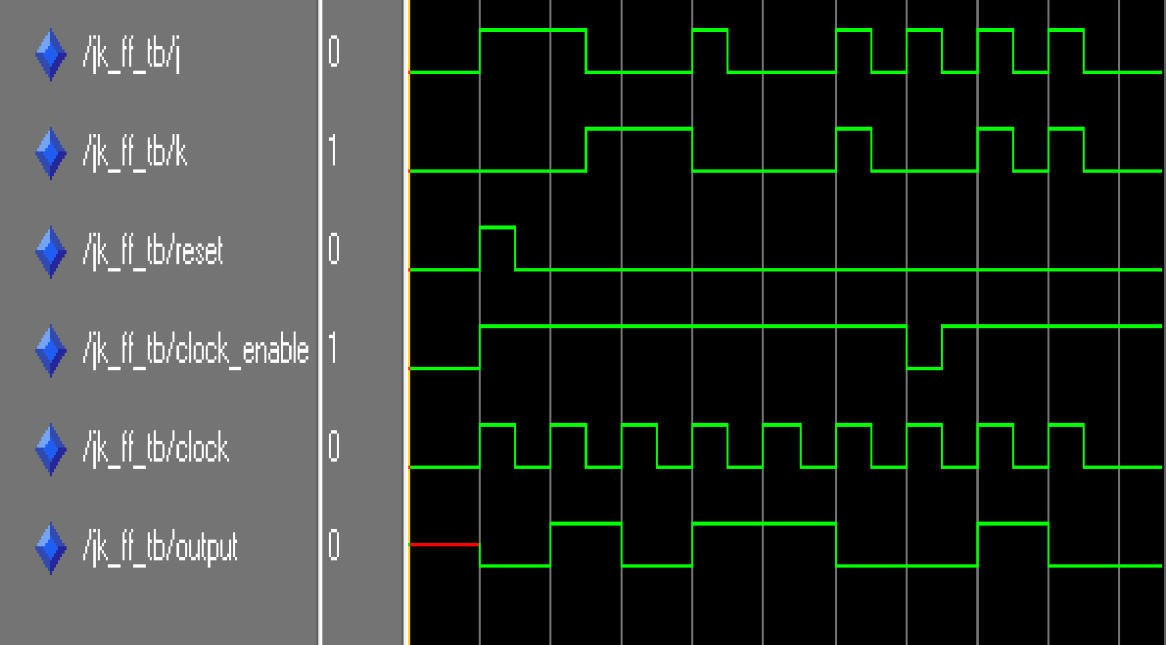 /jk_ff_tb/j 0
/jk_ff_tb/k 1
/jk_ff_tb/reset 0
/jk_ff_tb/clock_enable 1
/jk_ff_tb/clock 0
/jk_ff_tb/output 0